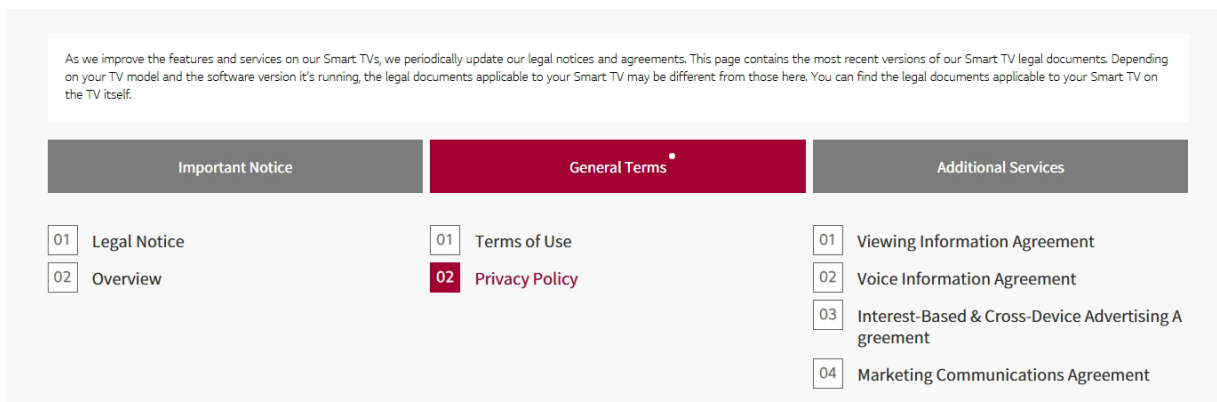 As we improve the features and services on our Smart TVs, we periodically update our legal notices and agreements. This page contains the most recent versions of our Smart TV legal documents. Depending
on your TV model and the software version it's running, the legal documents applicable to your Smart TV may be different from those here. You can find the legal documents applicable to your Smart TV on
the TV itself.
Important Notice
General Terms
Additional Services
01 Legal Notice
02 Overview
01 Terms of Use
02 Privacy Policy
01 Viewing Information Agreement
02 Voice Information Agreement
03 Interest-Based & Cross-Device Advertising A
greement
04 Marketing Communications Agreement